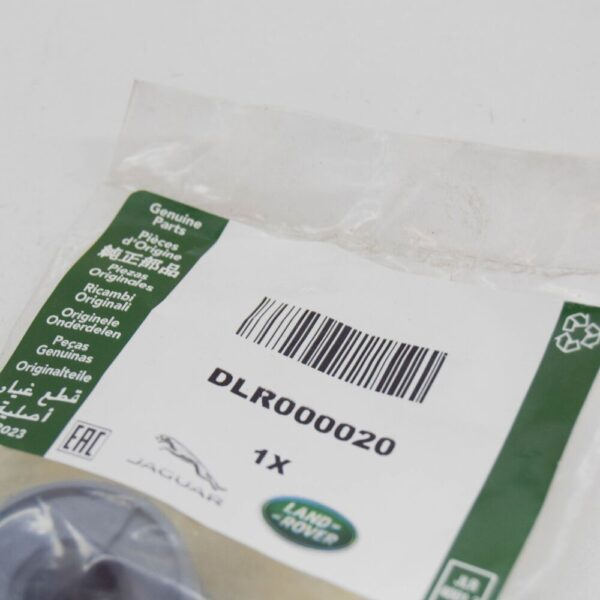 Genuine
Parts
Pièces
d'Origine
純正部品
Piezas
Originales
Ricambi
Originali
Originele
Onderdelen
Peças
Genuínas
Originalteile
قطع غيار
أصلية
2023
EAC
JAGUAR
DLR000020
1X
LAND
ROVER
JLR